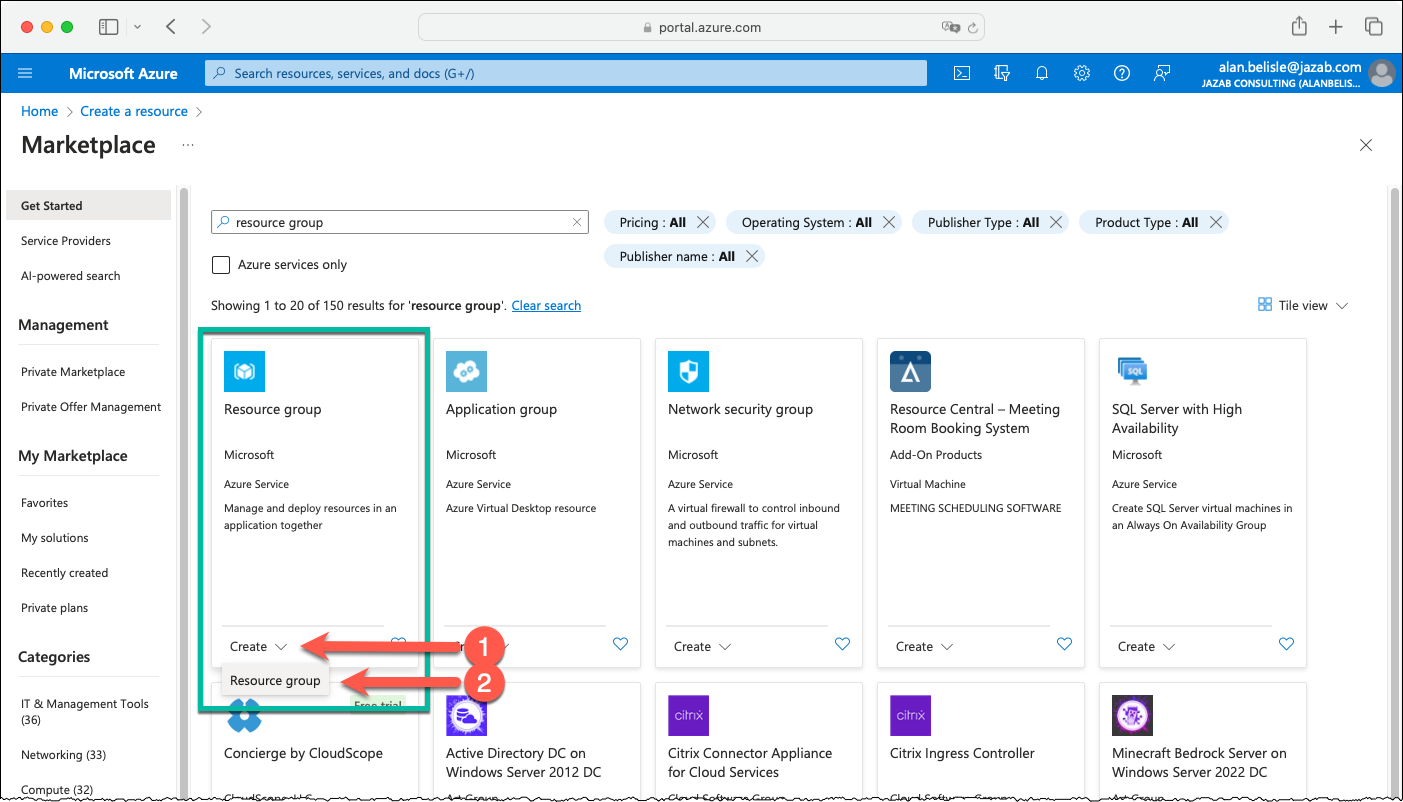 portal.azure.com
Microsoft Azure
Search resources, services, and docs (G+/)
alan.belisle@jazab.com
JAZAB CONSULTING (ALANBELIS...
Home > Create a resource >
Marketplace ...
Get Started
Service Providers
AI-powered search
Management
Private Marketplace
Private Offer Management
My Marketplace
Favorites
My solutions
Recently created
Private plans
Categories
IT & Management Tools
(36)
Networking (33)
Compute (32)
resource group
Pricing : All
Operating System : All
Publisher Type : All
Product Type : All
Publisher name : All
Azure services only
Showing 1 to 20 of 150 results for 'resource group'. Clear search
Tile view
Resource group
Microsoft
Azure Service
Manage and deploy resources in an
application together
Create
1
Resource group
2
Application group
Microsoft
Azure Service
Azure Virtual Desktop resource
Network security group
Microsoft
Azure Service
A virtual firewall to control inbound
and outbound traffic for virtual
machines and subnets.
Create
Resource Central – Meeting
Room Booking System
Add-On Products
Virtual Machine
MEETING SCHEDULING SOFTWARE
Create
SQL
SQL Server with High
Availability
Microsoft
Azure Service
Create SQL Server virtual machines in
an Always On Availability Group
Create
Free trial
Concierge by CloudScope
Active Directory DC on
Windows Server 2012 DC
citrix
Citrix Connector Appliance
for Cloud Services
Cloud Software Group
citrix
Citrix Ingress Controller
Cloud Software Group
Minecraft Bedrock Server on
Windows Server 2022 DC